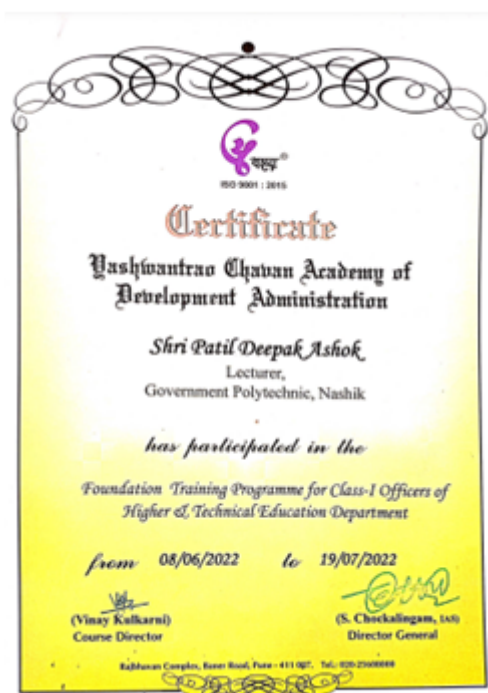 यशदा
ISO 9001 : 2015
Certificate
Yashwantrao Chavan Academy of
Development Administration
Shri Patil Deepak Ashok
Lecturer,
Government Polytechnic, Nashik
has participated in the
Foundation Training Programme for Class-I Officers of
Higher & Technical Education Department
from 08/06/2022 to 19/07/2022
(Vinay Kulkarni)
Course Director
(S. Chockalingam, IAS)
Director General
Rajbhavan Complex, Baner Road, Pune - 411 007. Tel.: 020-25608000